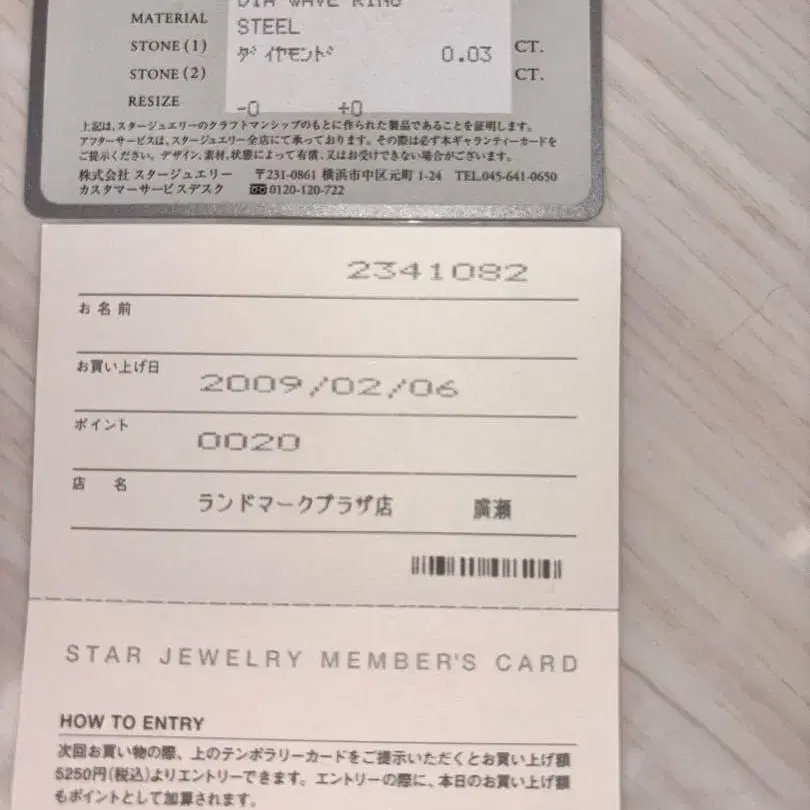 DIA WAVE RING
MATERIAL STEEL
STONE(1) ダイヤモンド 0.03 CT.
STONE(2) CT.
RESIZE -0 +0
上記は、スタージュエリーのクラフトマンシップのもとに作られた製品であることを証明します。
アフターサービスは、スタージュエリー全店にて承っております。その際は必ず本ギャランティーカードを
ご提示ください。デザイン、素材、状態によって有償、又はお受けできない場合がございます。
株式会社 スタージュエリー 〒231-0861 横浜市中区元町 1-24 TEL.045-641-0650
カスタマーサービスデスク 0120-120-722
2341082
お名前
お買い上げ日 2009/02/06
ポイント 0020
店 名 ランドマークプラザ店 廣瀬
STAR JEWELRY MEMBER'S CARD
HOW TO ENTRY
次回お買い物の際、上のテンポラリーカードをご提示いただくとお買い上げ額
5250円(税込)よりエントリーできます。エントリーの際に、本日のお買い上げ額
もポイントとして加算されます。